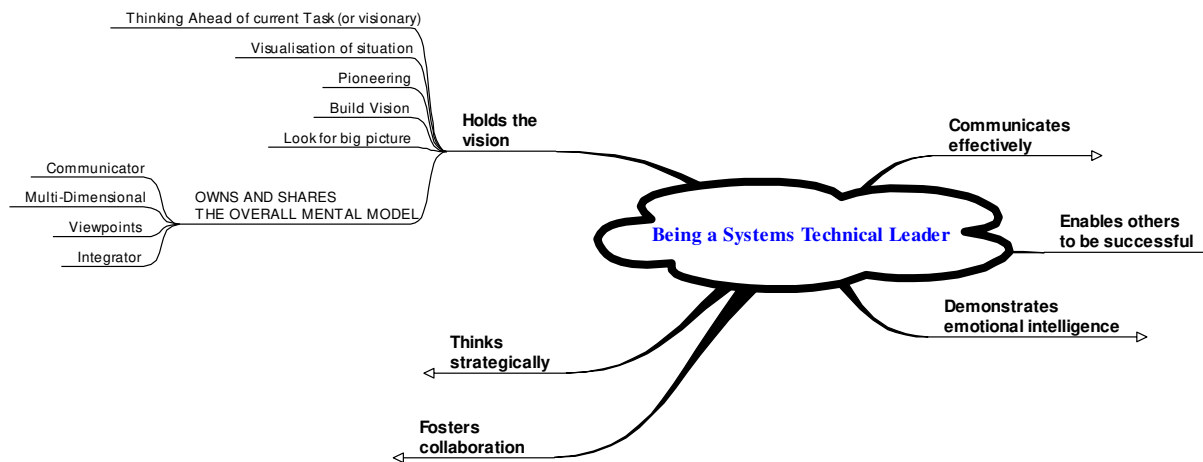 Thinking Ahead of current Task (or visionary)
Visualisation of situation
Pioneering
Build Vision
Look for big picture
Holds the
vision
Communicator
Multi-Dimensional
Viewpoints
Integrator
OWNS AND SHARES
THE OVERALL MENTAL MODEL
Being a Systems Technical Leader
Communicates
effectively
Enables others
to be successful
Demonstrates
emotional intelligence
Thinks
strategically
Fosters
collaboration